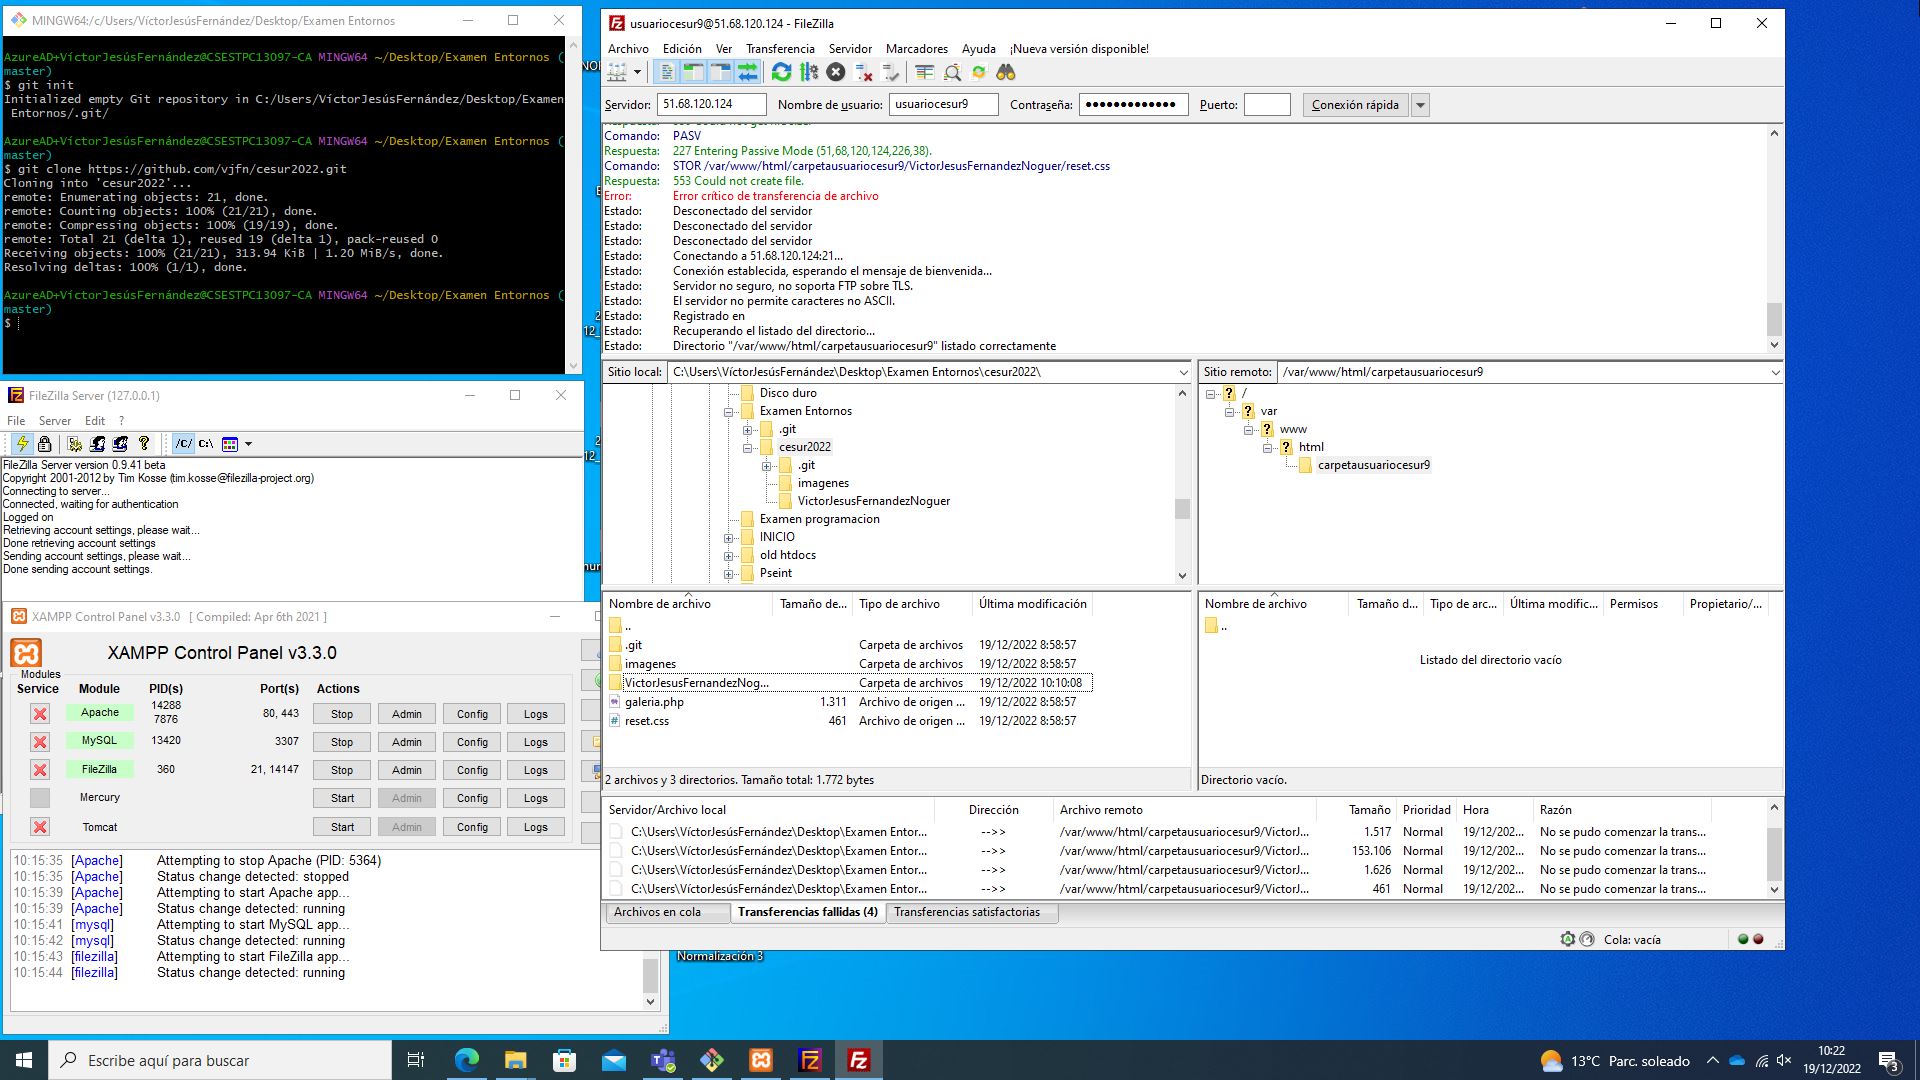 MINGW64:/c/Users/VíctorJesúsFernández/Desktop/Examen Entornos
AzureAD+VíctorJesúsFernández@CSESTPC13097-CA MINGW64 ~/Desktop/Examen Entornos (
master)
$ git init
Initialized empty Git repository in C:/Users/VíctorJesúsFernández/Desktop/Examen
Entornos/.git/
AzureAD+VíctorJesúsFernández@CSESTPC13097-CA MINGW64 ~/Desktop/Examen Entornos (
master)
$ git clone https://github.com/vjfn/cesur2022.git
Cloning into 'cesur2022'...
remote: Enumerating objects: 21, done.
remote: Counting objects: 100% (21/21), done.
remote: Compressing objects: 100% (19/19), done.
remote: Total 21 (delta 1), reused 19 (delta 1), pack-reused 0
Receiving objects: 100% (21/21), 313.94 KiB | 1.20 MiB/s, done.
Resolving deltas: 100% (1/1), done.
AzureAD+VíctorJesúsFernández@CSESTPC13097-CA MINGW64 ~/Desktop/Examen Entornos (
master)
$
FileZilla Server (127.0.0.1)
File Server Edit ?
/C/ C:\
FileZilla Server version 0.9.41 beta
Copyright 2001-2012 by Tim Kosse (tim.kosse@filezilla-project.org)
Connecting to server...
Connected, waiting for authentication
Logged on
Retrieving account settings, please wait...
Done retrieving account settings
Sending account settings, please wait...
Done sending account settings.
XAMPP Control Panel v3.3.0 [ Compiled: Apr 6th 2021 ]
XAMPP Control Panel v3.3.0
Modules
Service Module PID(s) Port(s) Actions
Apache 14288 7876 80, 443 Stop Admin Config Logs
MySQL 13420 3307 Stop Admin Config Logs
FileZilla 360 21, 14147 Stop Admin Config Logs
Mercury Start Admin Config Logs
Tomcat Start Admin Config Logs
10:15:35 [Apache] Attempting to stop Apache (PID: 5364)
10:15:35 [Apache] Status change detected: stopped
10:15:39 [Apache] Attempting to start Apache app...
10:15:39 [Apache] Status change detected: running
10:15:41 [mysql] Attempting to start MySQL app...
10:15:42 [mysql] Status change detected: running
10:15:43 [filezilla] Attempting to start FileZilla app...
10:15:44 [filezilla] Status change detected: running
usuariocesur9@51.68.120.124 - FileZilla
Archivo Edición Ver Transferencia Servidor Marcadores Ayuda ¡Nueva versión disponible!
Servidor: 51.68.120.124 Nombre de usuario: usuariocesur9 Contraseña: ●●●●●●●●●●●●● Puerto: Conexión rápida
Comando: PASV
Respuesta: 227 Entering Passive Mode (51,68,120,124,226,38).
Comando: STOR /var/www/html/carpetausuariocesur9/VictorJesusFernandezNoguer/reset.css
Respuesta: 553 Could not create file.
Error: Error crítico de transferencia de archivo
Estado: Desconectado del servidor
Estado: Desconectado del servidor
Estado: Desconectado del servidor
Estado: Conectando a 51.68.120.124:21...
Estado: Conexión establecida, esperando el mensaje de bienvenida...
Estado: Servidor no seguro, no soporta FTP sobre TLS.
Estado: El servidor no permite caracteres no ASCII.
Estado: Registrado en
Estado: Recuperando el listado del directorio...
Estado: Directorio "/var/www/html/carpetausuariocesur9" listado correctamente
Sitio local: C:\Users\VíctorJesúsFernández\Desktop\Examen Entornos\cesur2022\
Disco duro
Examen Entornos
.git
cesur2022
.git
imagenes
VictorJesusFernandezNoguer
Examen programacion
INICIO
old htdocs
Pseint
Sitio remoto: /var/www/html/carpetausuariocesur9
/
var
www
html
carpetausuariocesur9
Nombre de archivo Tamaño de... Tipo de archivo Última modificación
..
.git Carpeta de archivos 19/12/2022 8:58:57
imagenes Carpeta de archivos 19/12/2022 8:58:57
VictorJesusFernandezNog... Carpeta de archivos 19/12/2022 10:10:08
galeria.php 1.311 Archivo de origen ... 19/12/2022 8:58:57
reset.css 461 Archivo de origen ... 19/12/2022 8:58:57
2 archivos y 3 directorios. Tamaño total: 1.772 bytes
Nombre de archivo Tamaño d... Tipo de arc... Última modific... Permisos Propietario/...
..
Listado del directorio vacío
Directorio vacío.
Servidor/Archivo local Dirección Archivo remoto Tamaño Prioridad Hora Razón
C:\Users\VíctorJesúsFernández\Desktop\Examen Entor... -->> /var/www/html/carpetausuariocesur9/VictorJ... 1.517 Normal 19/12/202... No se pudo comenzar la trans...
C:\Users\VíctorJesúsFernández\Desktop\Examen Entor... -->> /var/www/html/carpetausuariocesur9/VictorJ... 153.106 Normal 19/12/202... No se pudo comenzar la trans...
C:\Users\VíctorJesúsFernández\Desktop\Examen Entor... -->> /var/www/html/carpetausuariocesur9/VictorJ... 1.626 Normal 19/12/202... No se pudo comenzar la trans...
C:\Users\VíctorJesúsFernández\Desktop\Examen Entor... -->> /var/www/html/carpetausuariocesur9/VictorJ... 461 Normal 19/12/202... No se pudo comenzar la trans...
Archivos en cola Transferencias fallidas (4) Transferencias satisfactorias
Cola: vacía
Normalización 3
Escribe aquí para buscar
13°C Parc. soleado
10:22
19/12/2022
3